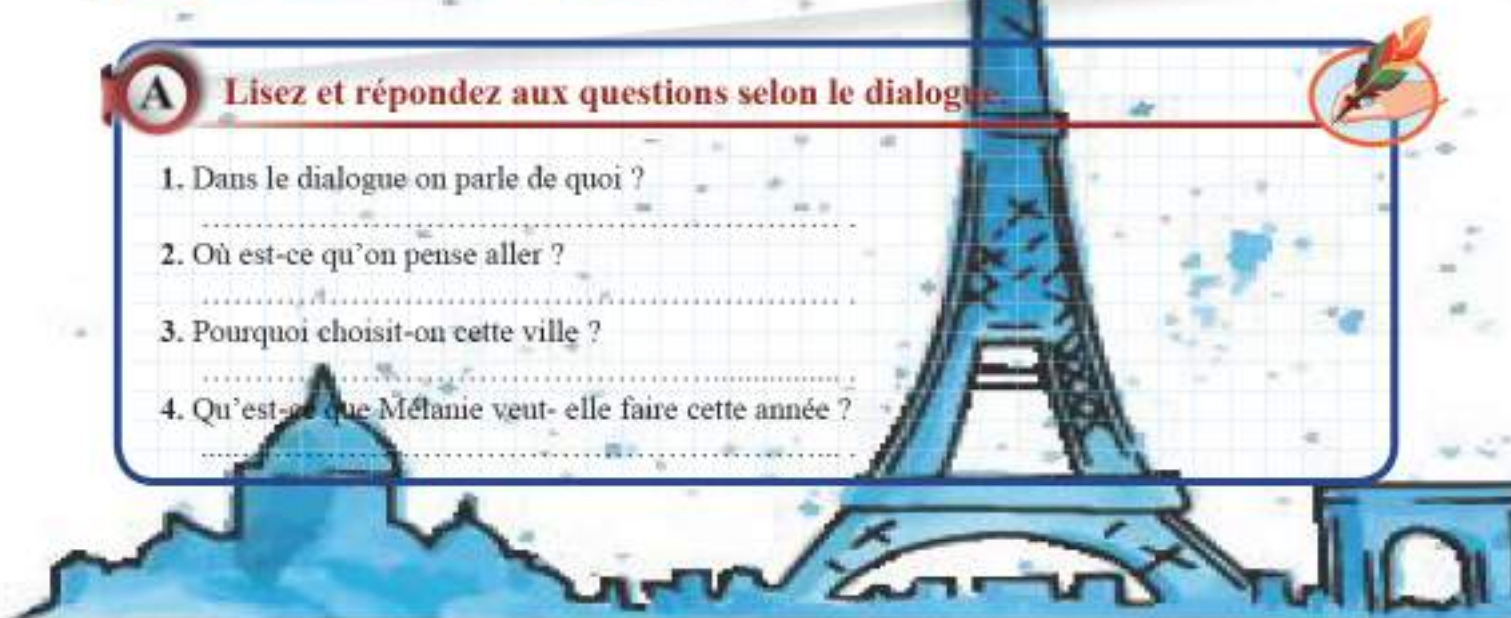 A
Lisez et répondez aux questions selon le dialogue.
1. Dans le dialogue on parle de quoi ?
2. Où est-ce qu'on pense aller ?
3. Pourquoi choisit-on cette ville ?
4. Qu'est-ce que Mélanie veut- elle faire cette année ?